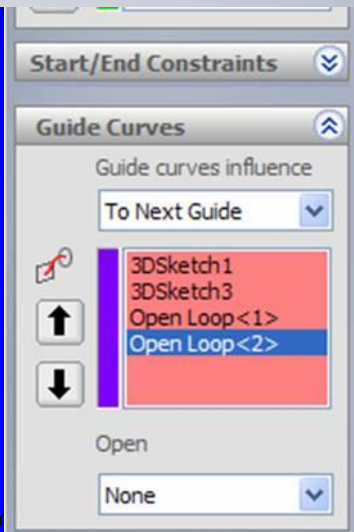 Start/End Constraints
Guide Curves
Guide curves influence
To Next Guide
3DSketch1
3DSketch3
Open Loop<1>
Open Loop<2>
Open
None